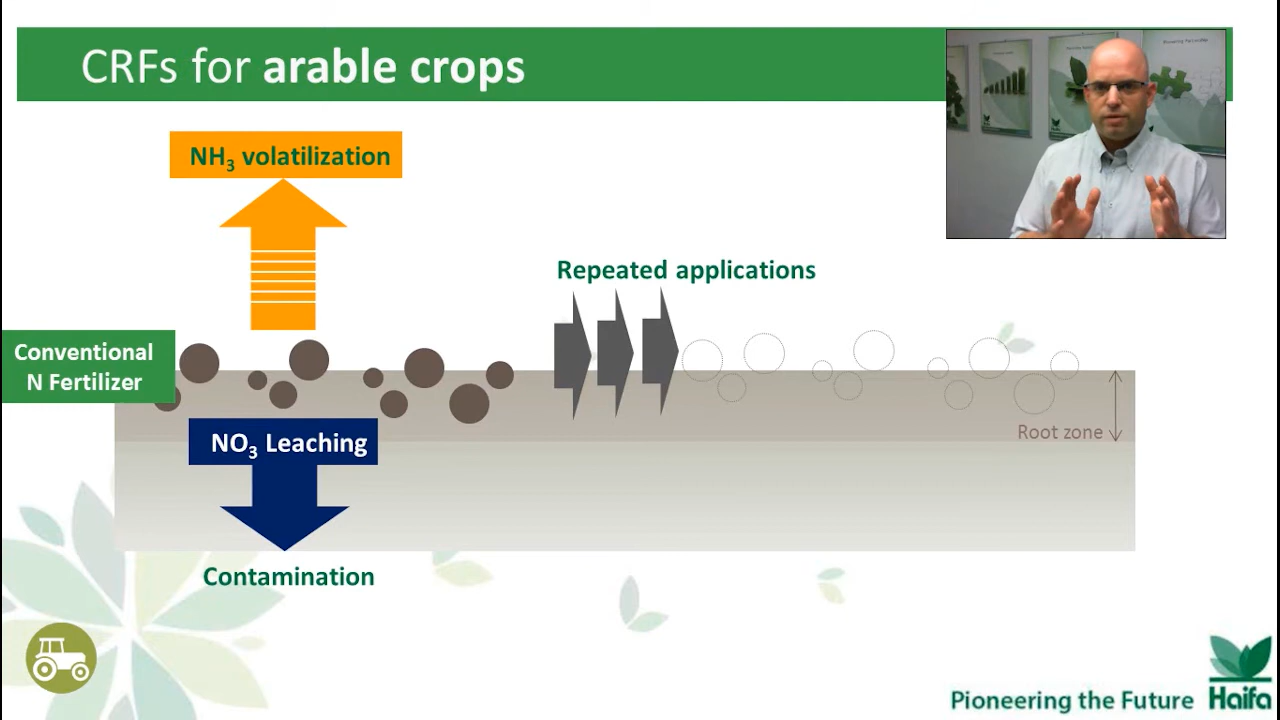 CRFs for arable crops
NH₃ volatilization
Repeated applications
Conventional
N Fertilizer
Root zone
NO₃ Leaching
Contamination
Pioneering the Future
Haifa